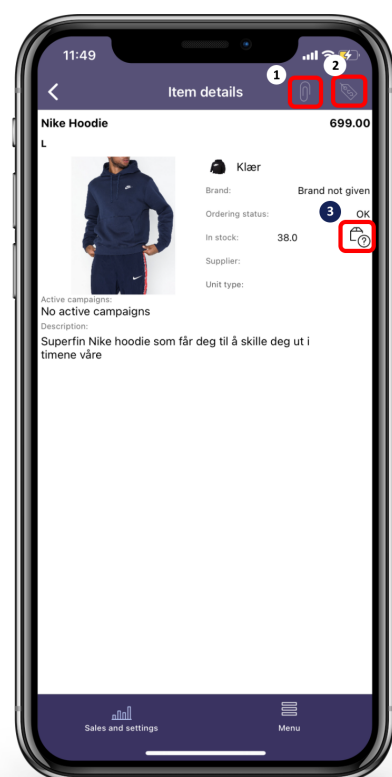 11:49
1
2
Item details
Nike Hoodie 699.00
L
Klær
Brand: Brand not given
Ordering status: 3 OK
In stock: 38.0
Supplier:
Unit type:
Active campaigns:
No active campaigns
Description:
Superfin Nike hoodie som får deg til å skille deg ut i
timene våre
Sales and settings Menu